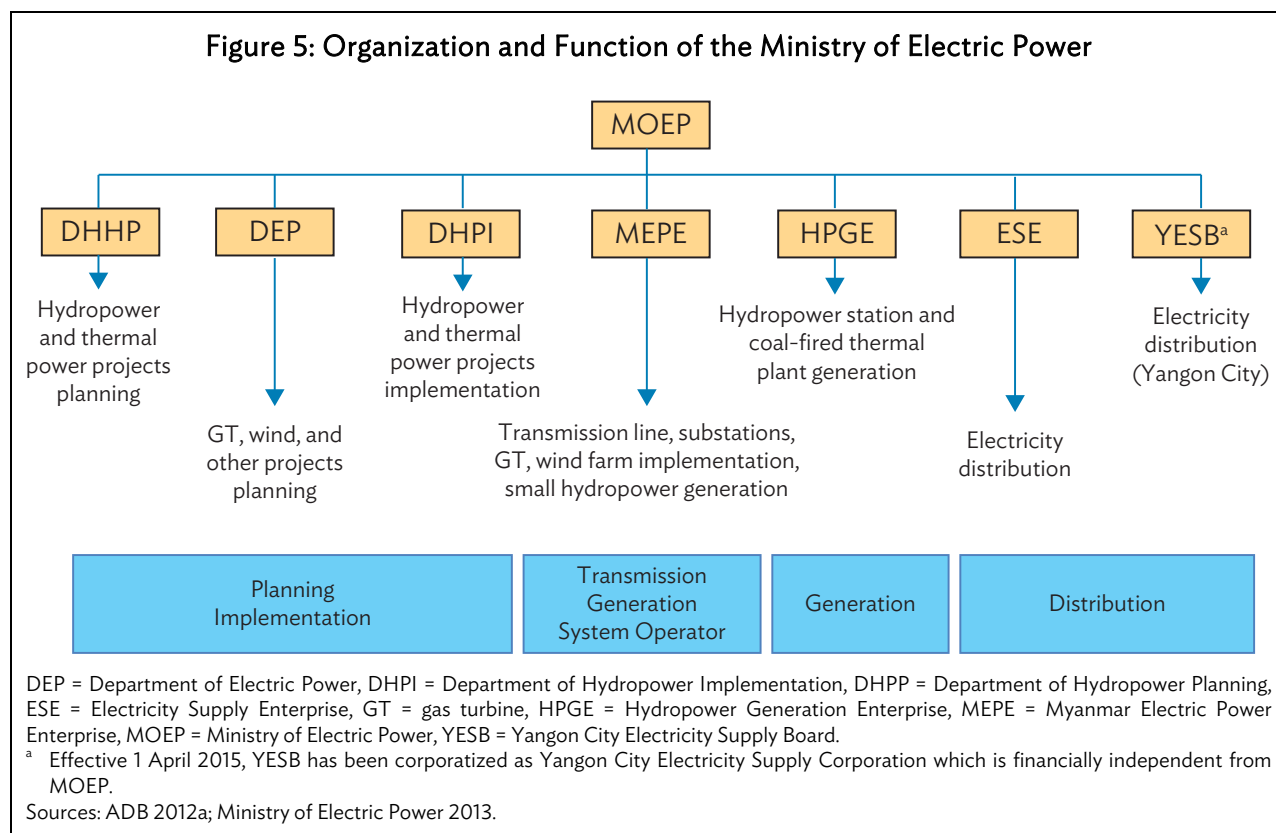 Figure 5: Organization and Function of the Ministry of Electric Power
MOEP
DHHP
DEP
DHPI
MEPE
HPGE
ESE
YESBᵃ
Hydropower
and thermal
power projects
planning
GT, wind, and
other projects
planning
Hydropower
and thermal
power projects
implementation
Transmission line, substations,
GT, wind farm implementation,
small hydropower generation
Hydropower station and
coal-fired thermal
plant generation
Electricity
distribution
Electricity
distribution
(Yangon City)
Planning
Implementation
Transmission
Generation
System Operator
Generation
Distribution
DEP = Department of Electric Power, DHPI = Department of Hydropower Implementation, DHPP = Department of Hydropower Planning,
ESE = Electricity Supply Enterprise, GT = gas turbine, HPGE = Hydropower Generation Enterprise, MEPE = Myanmar Electric Power
Enterprise, MOEP = Ministry of Electric Power, YESB = Yangon City Electricity Supply Board.
ᵃ Effective 1 April 2015, YESB has been corporatized as Yangon City Electricity Supply Corporation which is financially independent from
MOEP.
Sources: ADB 2012a; Ministry of Electric Power 2013.